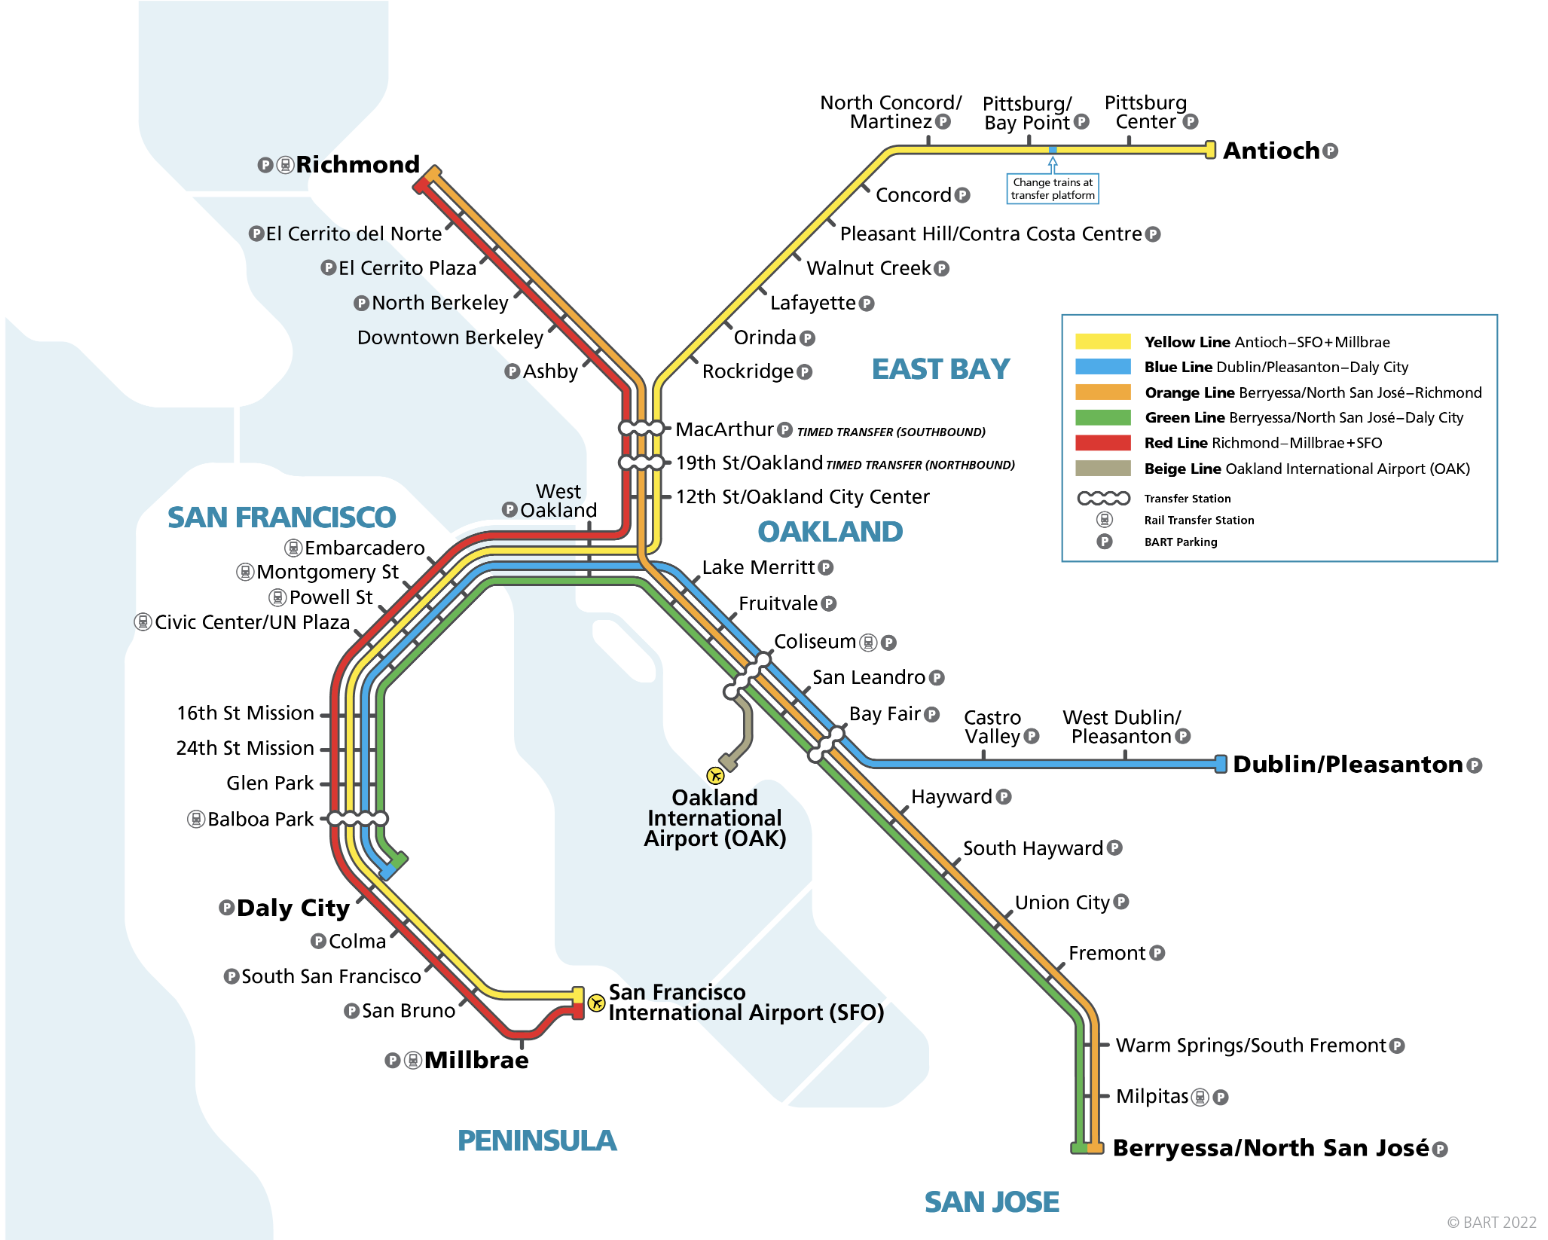 North Concord/
Martinez P
Pittsburg/
Bay Point P
Pittsburg
Center P
Antioch P
Change trains at
transfer platform
P Richmond
P El Cerrito del Norte
P El Cerrito Plaza
P North Berkeley
Downtown Berkeley
P Ashby
Concord P
Pleasant Hill/Contra Costa Centre P
Walnut Creek P
Lafayette P
Orinda P
Rockridge P
EAST BAY
MacArthur P TIMED TRANSFER (SOUTHBOUND)
19th St/Oakland TIMED TRANSFER (NORTHBOUND)
12th St/Oakland City Center
Yellow Line Antioch–SFO+Millbrae
Blue Line Dublin/Pleasanton–Daly City
Orange Line Berryessa/North San José–Richmond
Green Line Berryessa/North San José–Daly City
Red Line Richmond–Millbrae+SFO
Beige Line Oakland International Airport (OAK)
Transfer Station
Rail Transfer Station
P BART Parking
West
P Oakland
SAN FRANCISCO
OAKLAND
Embarcadero
Montgomery St
Powell St
Civic Center/UN Plaza
16th St Mission
24th St Mission
Glen Park
Balboa Park
P Daly City
P Colma
P South San Francisco
P San Bruno
P Millbrae
San Francisco
International Airport (SFO)
Lake Merritt P
Fruitvale P
Coliseum P
San Leandro P
Bay Fair P
Castro
Valley P
West Dublin/
Pleasanton P
Dublin/Pleasanton P
Oakland
International
Airport (OAK)
Hayward P
South Hayward P
Union City P
Fremont P
Warm Springs/South Fremont P
Milpitas P
Berryessa/North San José P
PENINSULA
SAN JOSE
© BART 2022